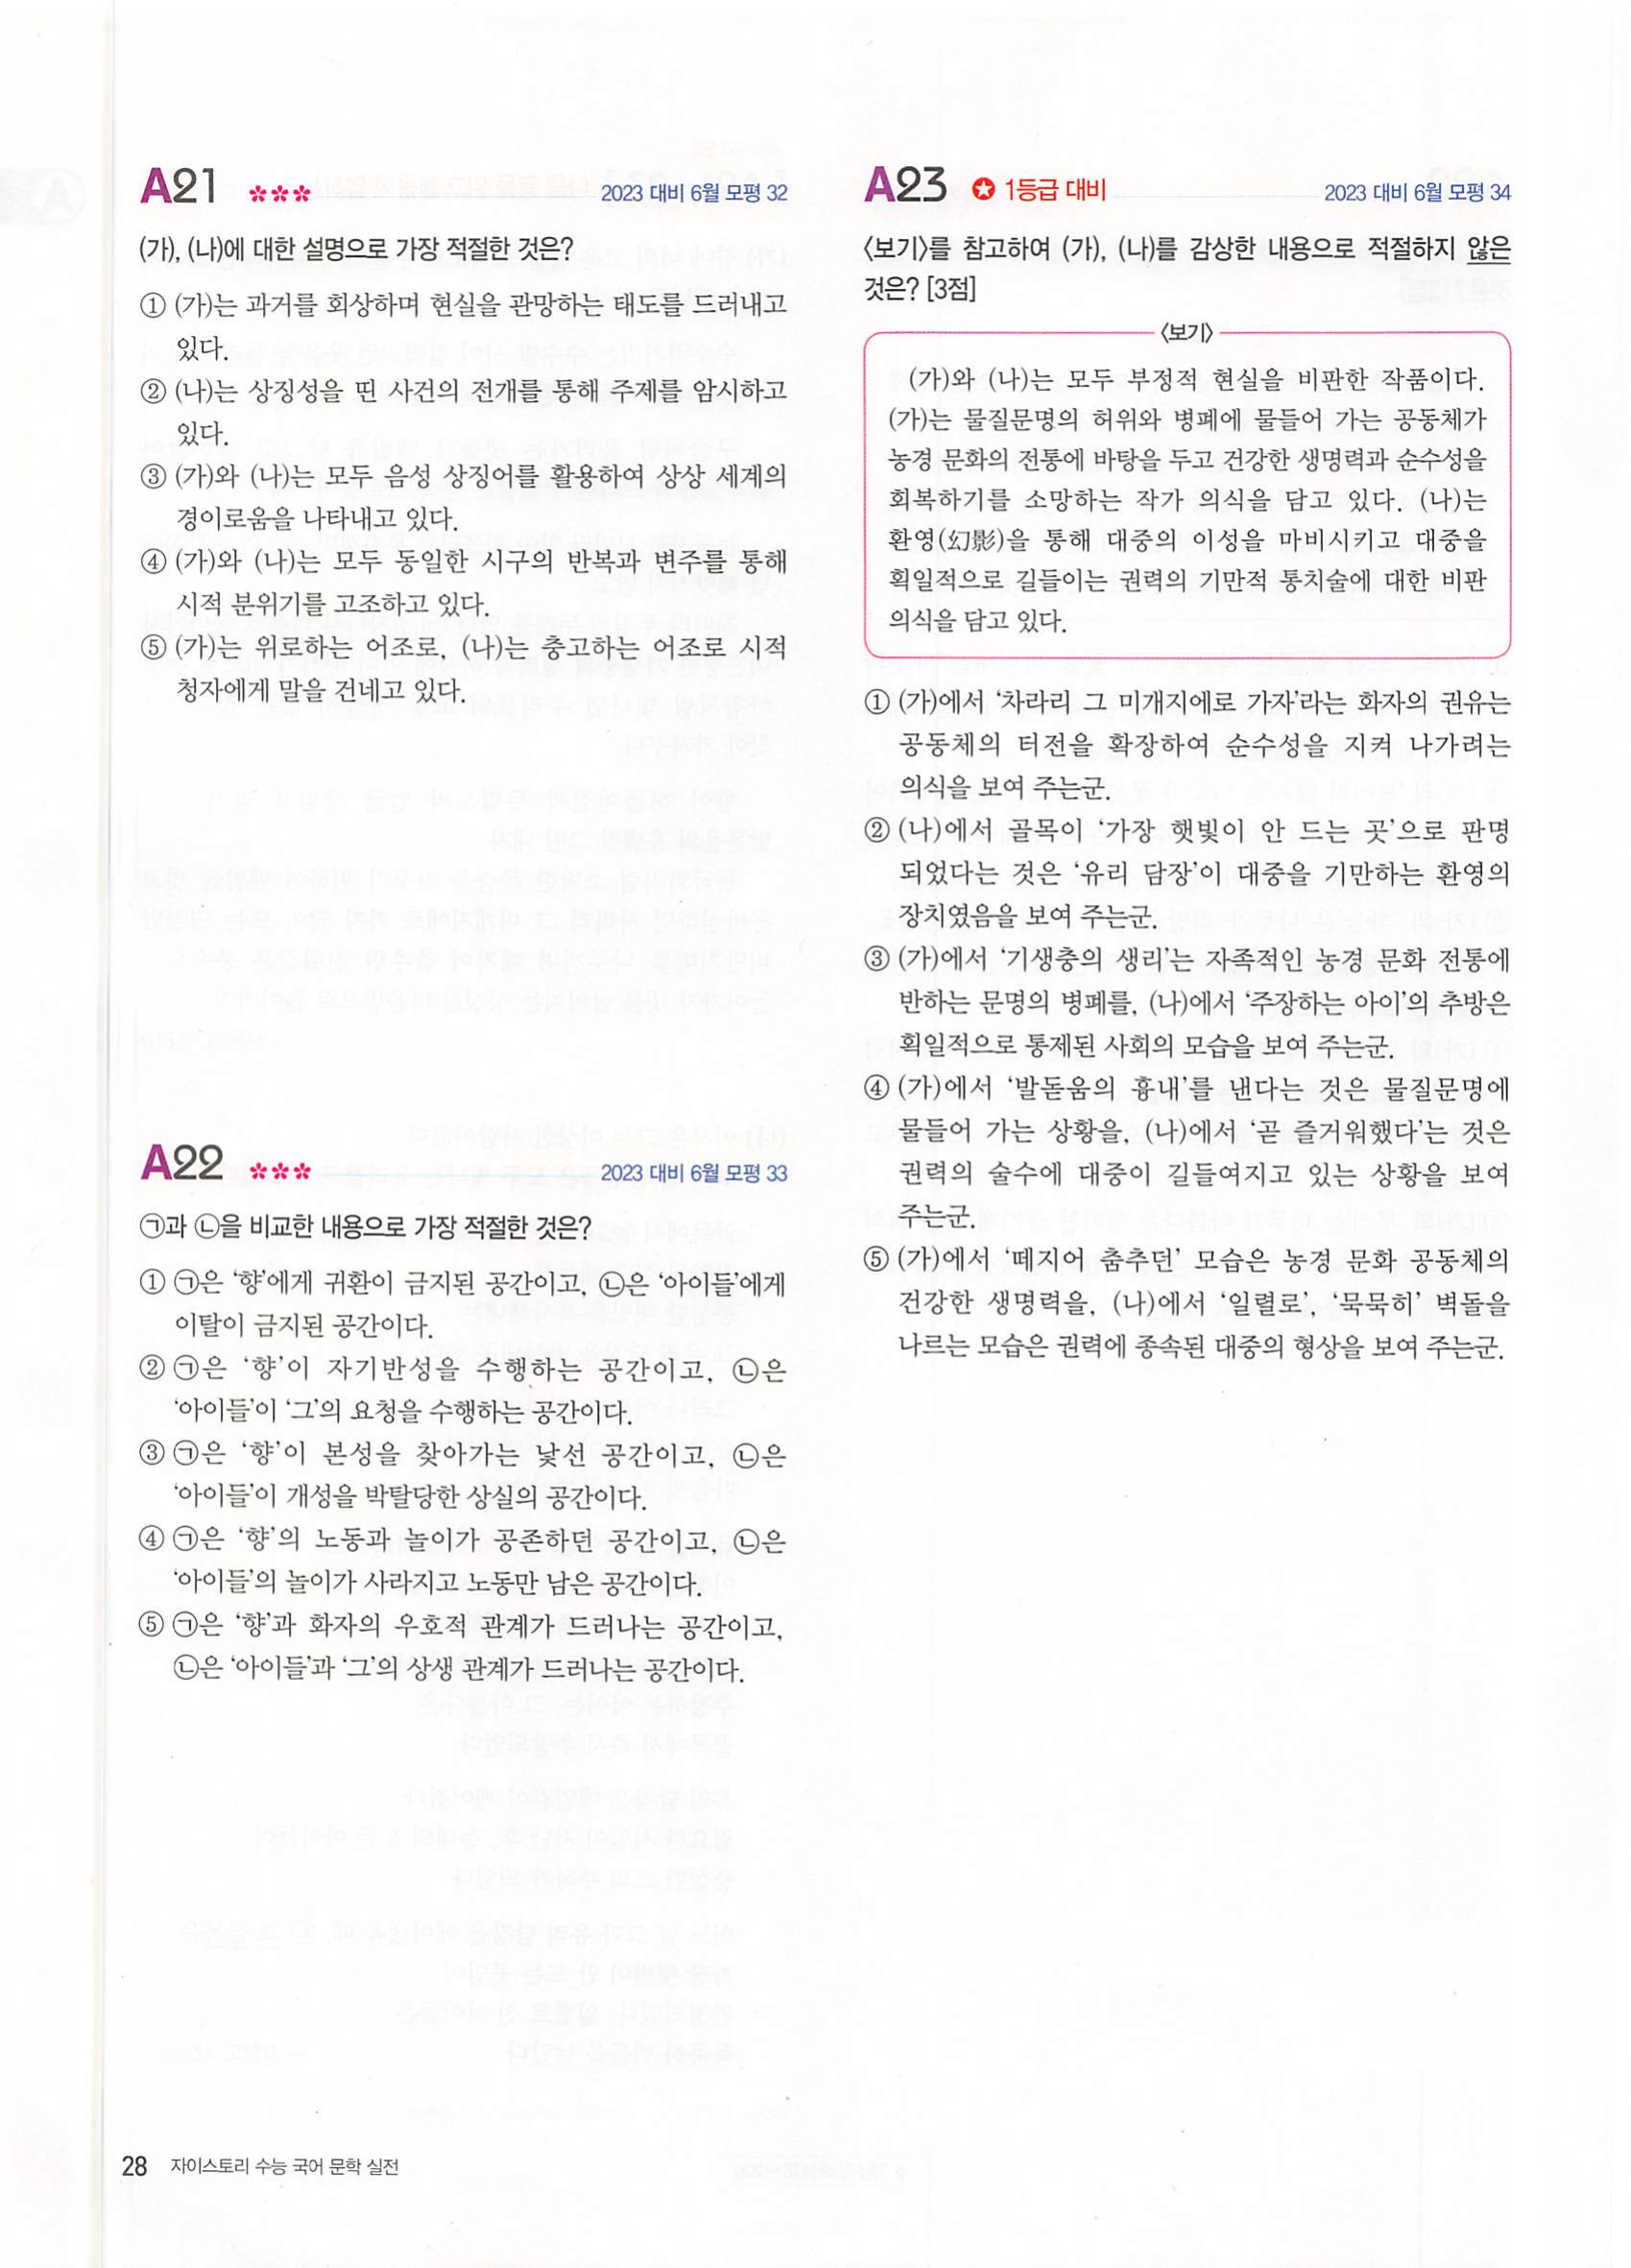 A21 ✲✲✲ 2023 대비 6월 모평 32
(가), (나)에 대한 설명으로 가장 적절한 것은?
① (가)는 과거를 회상하며 현실을 관망하는 태도를 드러내고
있다.
② (나)는 상징성을 띤 사건의 전개를 통해 주제를 암시하고
있다.
③ (가)와 (나)는 모두 음성 상징어를 활용하여 상상 세계의
경이로움을 나타내고 있다.
④ (가)와 (나)는 모두 동일한 시구의 반복과 변주를 통해
시적 분위기를 고조하고 있다.
⑤ (가)는 위로하는 어조로, (나)는 충고하는 어조로 시적
청자에게 말을 건네고 있다.
A22 ✲✲✲ 2023 대비 6월 모평 33
㉠과 ㉡을 비교한 내용으로 가장 적절한 것은?
① ㉠은 ‘향’에게 귀환이 금지된 공간이고, ㉡은 ‘아이들’에게
이탈이 금지된 공간이다.
② ㉠은 ‘향’이 자기반성을 수행하는 공간이고, ㉡은
‘아이들’이 ‘그’의 요청을 수행하는 공간이다.
③ ㉠은 ‘향’이 본성을 찾아가는 낯선 공간이고, ㉡은
‘아이들’이 개성을 박탈당한 상실의 공간이다.
④ ㉠은 ‘향’의 노동과 놀이가 공존하던 공간이고, ㉡은
‘아이들’의 놀이가 사라지고 노동만 남은 공간이다.
⑤ ㉠은 ‘향’과 화자의 우호적 관계가 드러나는 공간이고,
㉡은 ‘아이들’과 ‘그’의 상생 관계가 드러나는 공간이다.
A23 ✪ 1등급 대비 2023 대비 6월 모평 34
〈보기〉를 참고하여 (가), (나)를 감상한 내용으로 적절하지 않은
것은? [3점]
〈보기〉
(가)와 (나)는 모두 부정적 현실을 비판한 작품이다.
(가)는 물질문명의 허위와 병폐에 물들어 가는 공동체가
농경 문화의 전통에 바탕을 두고 건강한 생명력과 순수성을
회복하기를 소망하는 작가 의식을 담고 있다. (나)는
환영(幻影)을 통해 대중의 이성을 마비시키고 대중을
획일적으로 길들이는 권력의 기만적 통치술에 대한 비판
의식을 담고 있다.
① (가)에서 ‘차라리 그 미개지에로 가자’라는 화자의 권유는
공동체의 터전을 확장하여 순수성을 지켜 나가려는
의식을 보여 주는군.
② (나)에서 골목이 ‘가장 햇빛이 안 드는 곳’으로 판명
되었다는 것은 ‘유리 담장’이 대중을 기만하는 환영의
장치였음을 보여 주는군.
③ (가)에서 ‘기생충의 생리’는 자족적인 농경 문화 전통에
반하는 문명의 병폐를, (나)에서 ‘주장하는 아이’의 추방은
획일적으로 통제된 사회의 모습을 보여 주는군.
④ (가)에서 ‘발돋움의 흉내’를 낸다는 것은 물질문명에
물들어 가는 상황을, (나)에서 ‘곧 즐거워했다’는 것은
권력의 술수에 대중이 길들여지고 있는 상황을 보여
주는군.
⑤ (가)에서 ‘떼지어 춤추던’ 모습은 농경 문화 공동체의
건강한 생명력을, (나)에서 ‘일렬로’, ‘묵묵히’ 벽돌을
나르는 모습은 권력에 종속된 대중의 형상을 보여 주는군.
28 자이스토리 수능 국어 문학 실전